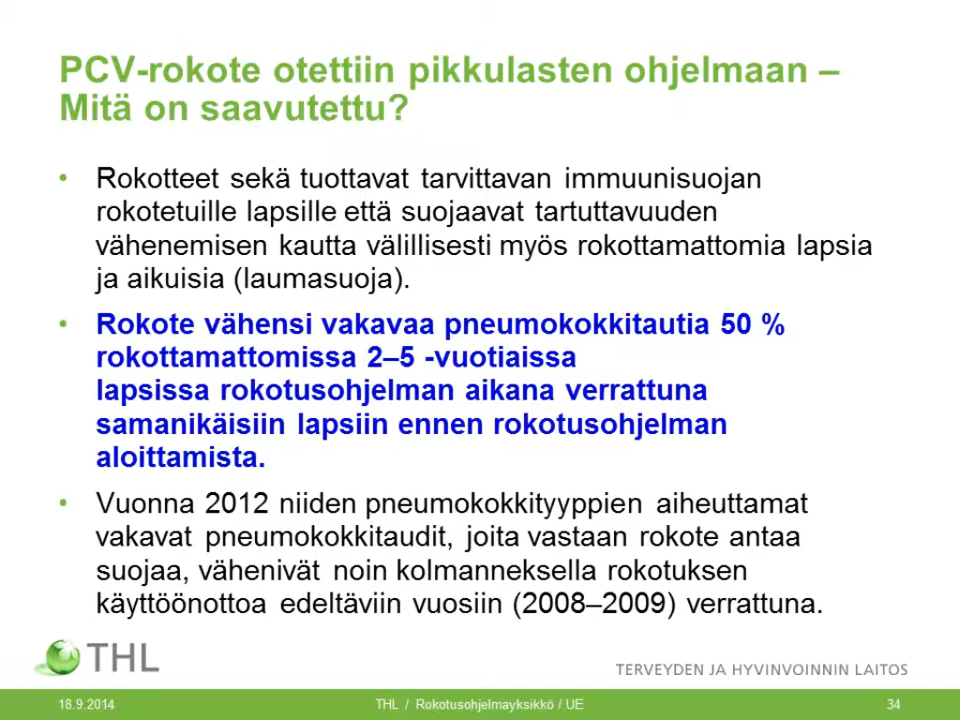 PCV-rokote otettiin pikkulasten ohjelmaan –
Mitä on saavutettu?
• Rokotteet sekä tuottavat tarvittavan immuunisuojan
rokotetuille lapsille että suojaavat tartuttavuuden
vähenemisen kautta välillisesti myös rokottamattomia lapsia
ja aikuisia (laumasuoja).
• Rokote vähensi vakavaa pneumokokkitautia 50 %
rokottamattomissa 2–5 -vuotiaissa
lapsissa rokotusohjelman aikana verrattuna
samanikäisiin lapsiin ennen rokotusohjelman
aloittamista.
• Vuonna 2012 niiden pneumokokkityyppien aiheuttamat
vakavat pneumokokkitaudit, joita vastaan rokote antaa
suojaa, vähenivät noin kolmanneksella rokotuksen
käyttöönottoa edeltäviin vuosiin (2008–2009) verrattuna.
THL
TERVEYDEN JA HYVINVOINNIN LAITOS
18.9.2014 THL / Rokotusohjelmayksikkö / UE 34